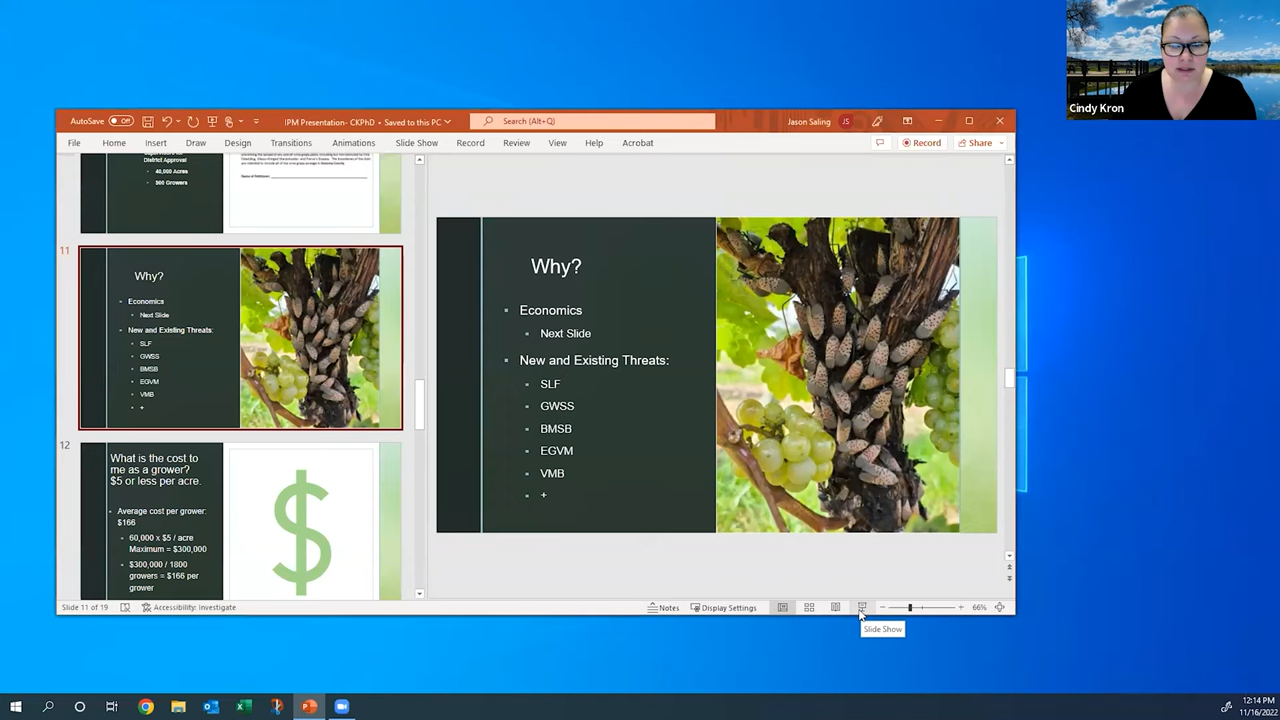 Cindy Kron
AutoSave Off
IPM Presentation- CKPhD - Saved to this PC
Search (Alt+Q)
Jason Saling JS
File Home Insert Draw Design Transitions Animations Slide Show Record Review View Help Acrobat
Record
Share
District Approval
40,000 Acres
900 Growers
11
Why?
Economics
Next Slide
New and Existing Threats:
SLF
GWSS
BMSB
EGVM
VMB
+
12
What is the cost to
me as a grower?
$5 or less per acre.
Average cost per grower:
$166
60,000 x $5 / acre
Maximum = $300,000
$300,000 / 1800
growers = $166 per
grower
$
Why?
Economics
Next Slide
New and Existing Threats:
SLF
GWSS
BMSB
EGVM
VMB
+
Slide 11 of 19
Accessibility: Investigate
Notes
Display Settings
66%
Slide Show
12:14 PM
11/16/2022